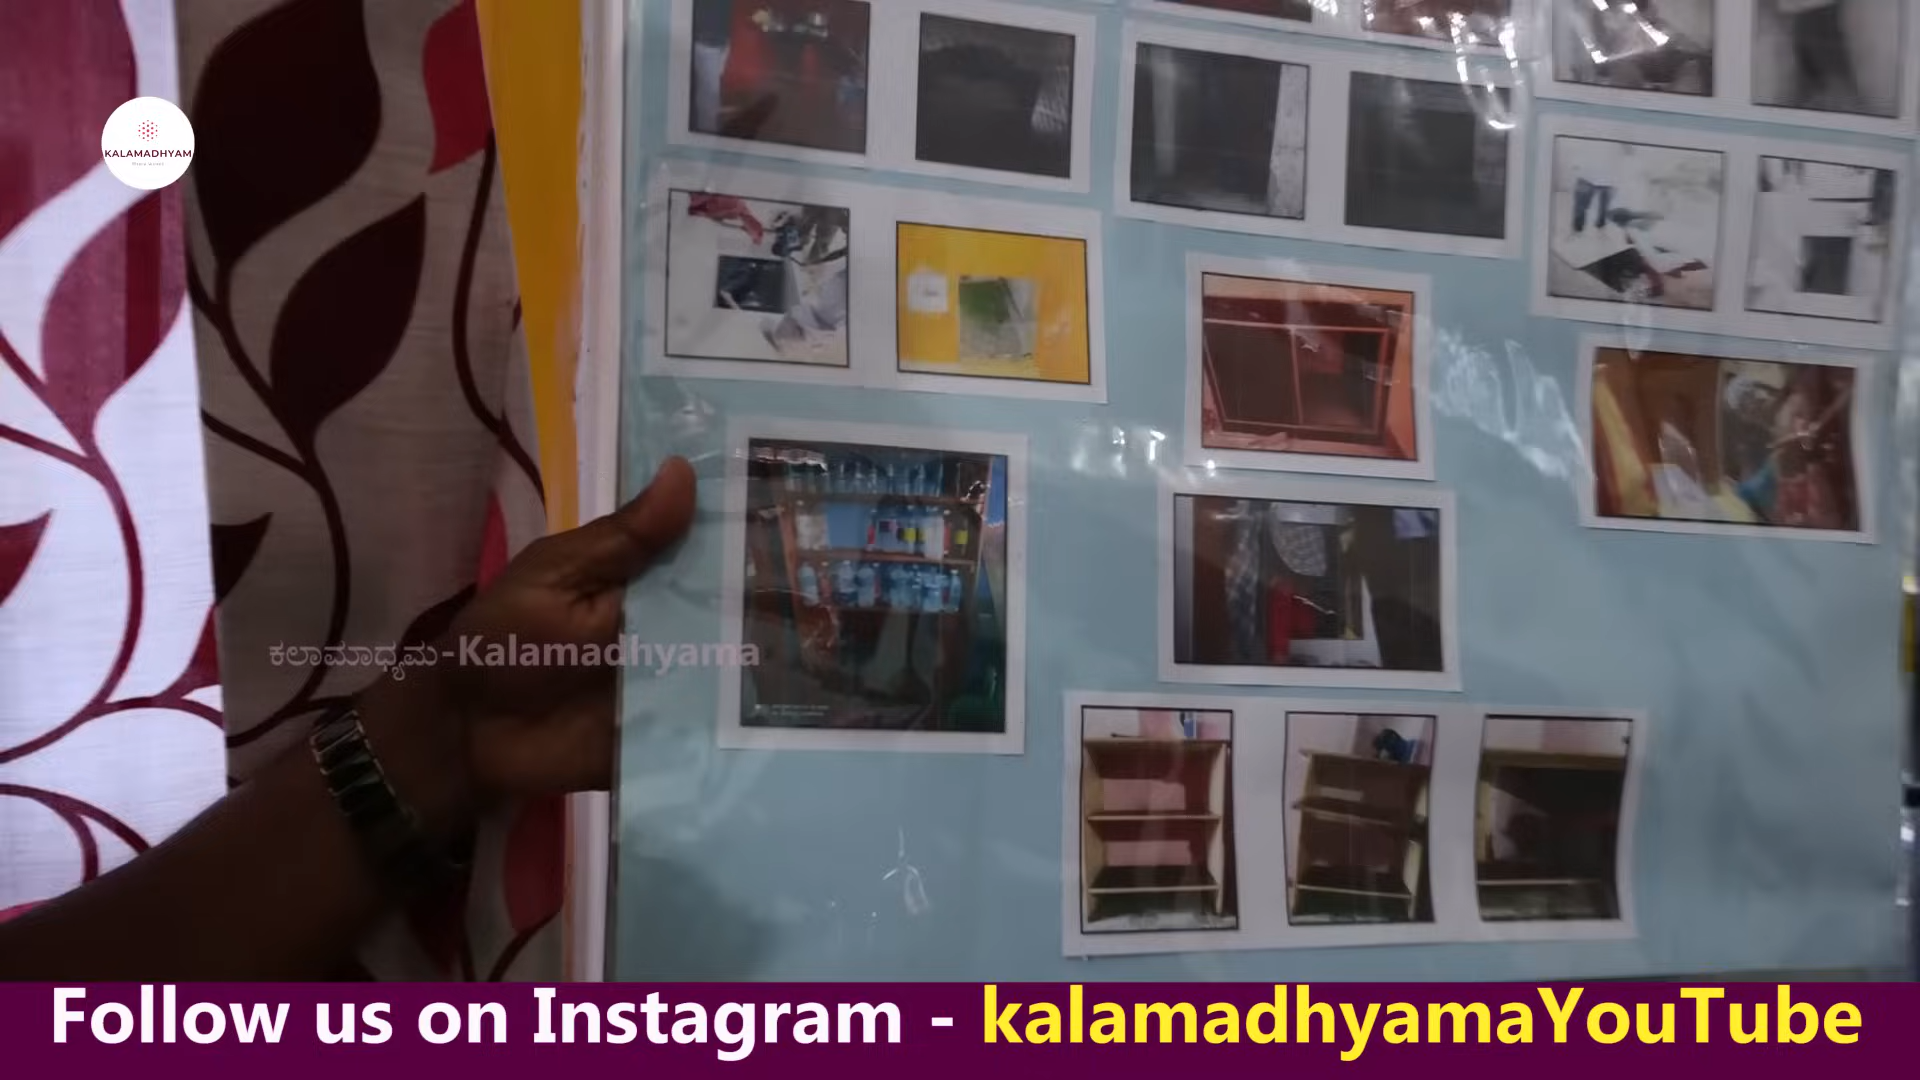 KALAMADHYAM
ಕಲಾಮಾಧ್ಯಮ-Kalamadhyama
Follow us on Instagram - kalamadhyamaYouTube